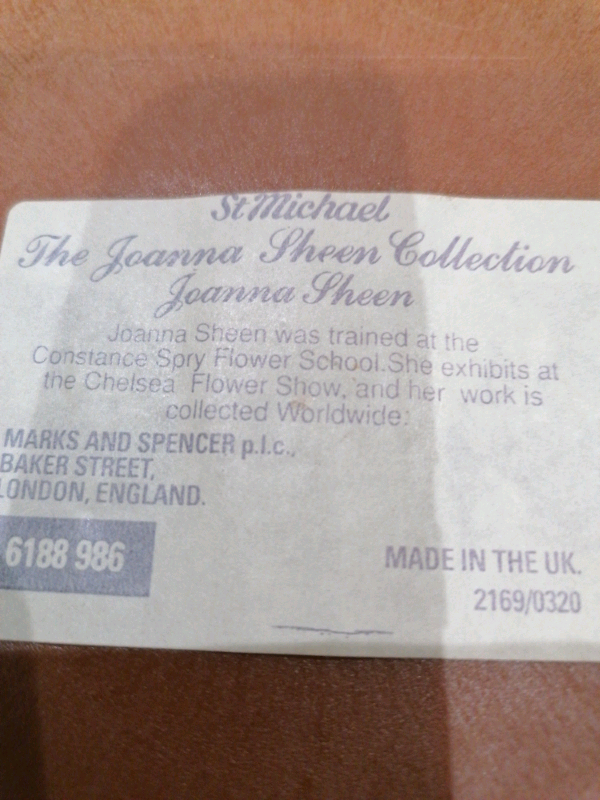 St Michael
The Joanna Sheen Collection
Joanna Sheen
Joanna Sheen was trained at the
Constance Spry Flower School.She exhibits at
the Chelsea Flower Show, and her work is
collected Worldwide.
MARKS AND SPENCER p.l.c.,
BAKER STREET,
LONDON, ENGLAND.
6188 986
MADE IN THE UK.
2169/0320